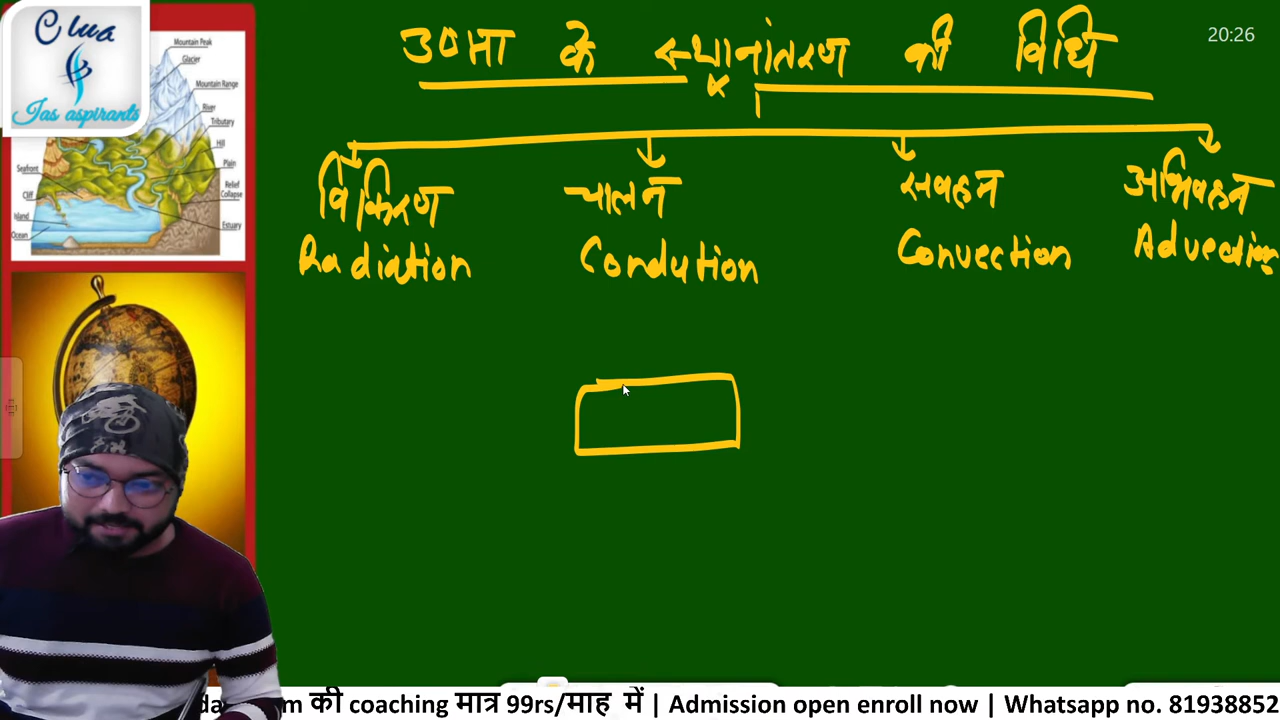 Clua
Ias aspirants
Mountain Peak
Glacier
Mountain Range
River
Tributary
Hill
Plain
Relief
Collapse
Estuary
Seafront
Cliff
Island
Ocean
20:26
उष्मा के स्थानांतरण की विधि
विकिरण चालन सवहन अभिवहन
Radiation Condution Convection Advection
की coaching मात्र 99rs/माह में | Admission open enroll now | Whatsapp no. 81938852